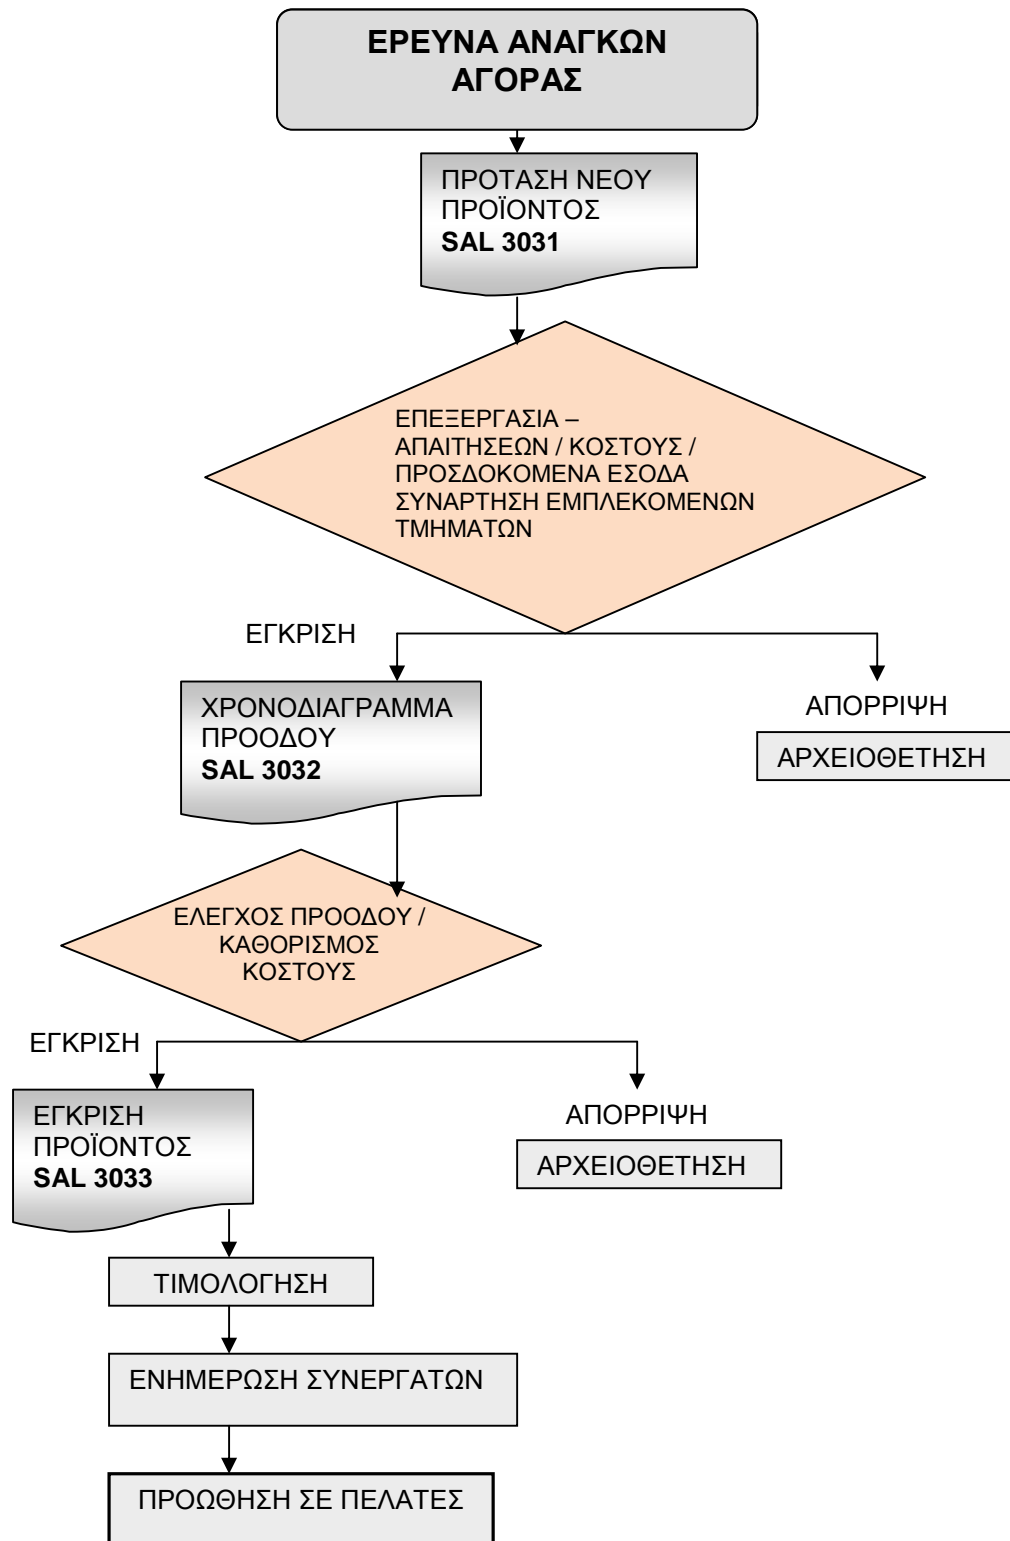 ΕΡΕΥΝΑ ΑΝΑΓΚΩΝ
ΑΓΟΡΑΣ
ΠΡΟΤΑΣΗ ΝΕΟΥ
ΠΡΟΪΟΝΤΟΣ
SAL 3031
ΕΠΕΞΕΡΓΑΣΙΑ –
ΑΠΑΙΤΗΣΕΩΝ / ΚΟΣΤΟΥΣ /
ΠΡΟΣΔΟΚΟΜΕΝΑ ΕΣΟΔΑ
ΣΥΝΑΡΤΗΣΗ ΕΜΠΛΕΚΟΜΕΝΩΝ
ΤΜΗΜΑΤΩΝ
ΕΓΚΡΙΣΗ
ΧΡΟΝΟΔΙΑΓΡΑΜΜΑ
ΠΡΟΟΔΟΥ
SAL 3032
ΑΠΟΡΡΙΨΗ
ΑΡΧΕΙΟΘΕΤΗΣΗ
ΕΛΕΓΧΟΣ ΠΡΟΟΔΟΥ /
ΚΑΘΟΡΙΣΜΟΣ
ΚΟΣΤΟΥΣ
ΕΓΚΡΙΣΗ
ΕΓΚΡΙΣΗ
ΠΡΟΪΟΝΤΟΣ
SAL 3033
ΑΠΟΡΡΙΨΗ
ΑΡΧΕΙΟΘΕΤΗΣΗ
ΤΙΜΟΛΟΓΗΣΗ
ΕΝΗΜΕΡΩΣΗ ΣΥΝΕΡΓΑΤΩΝ
ΠΡΟΩΘΗΣΗ ΣΕ ΠΕΛΑΤΕΣ